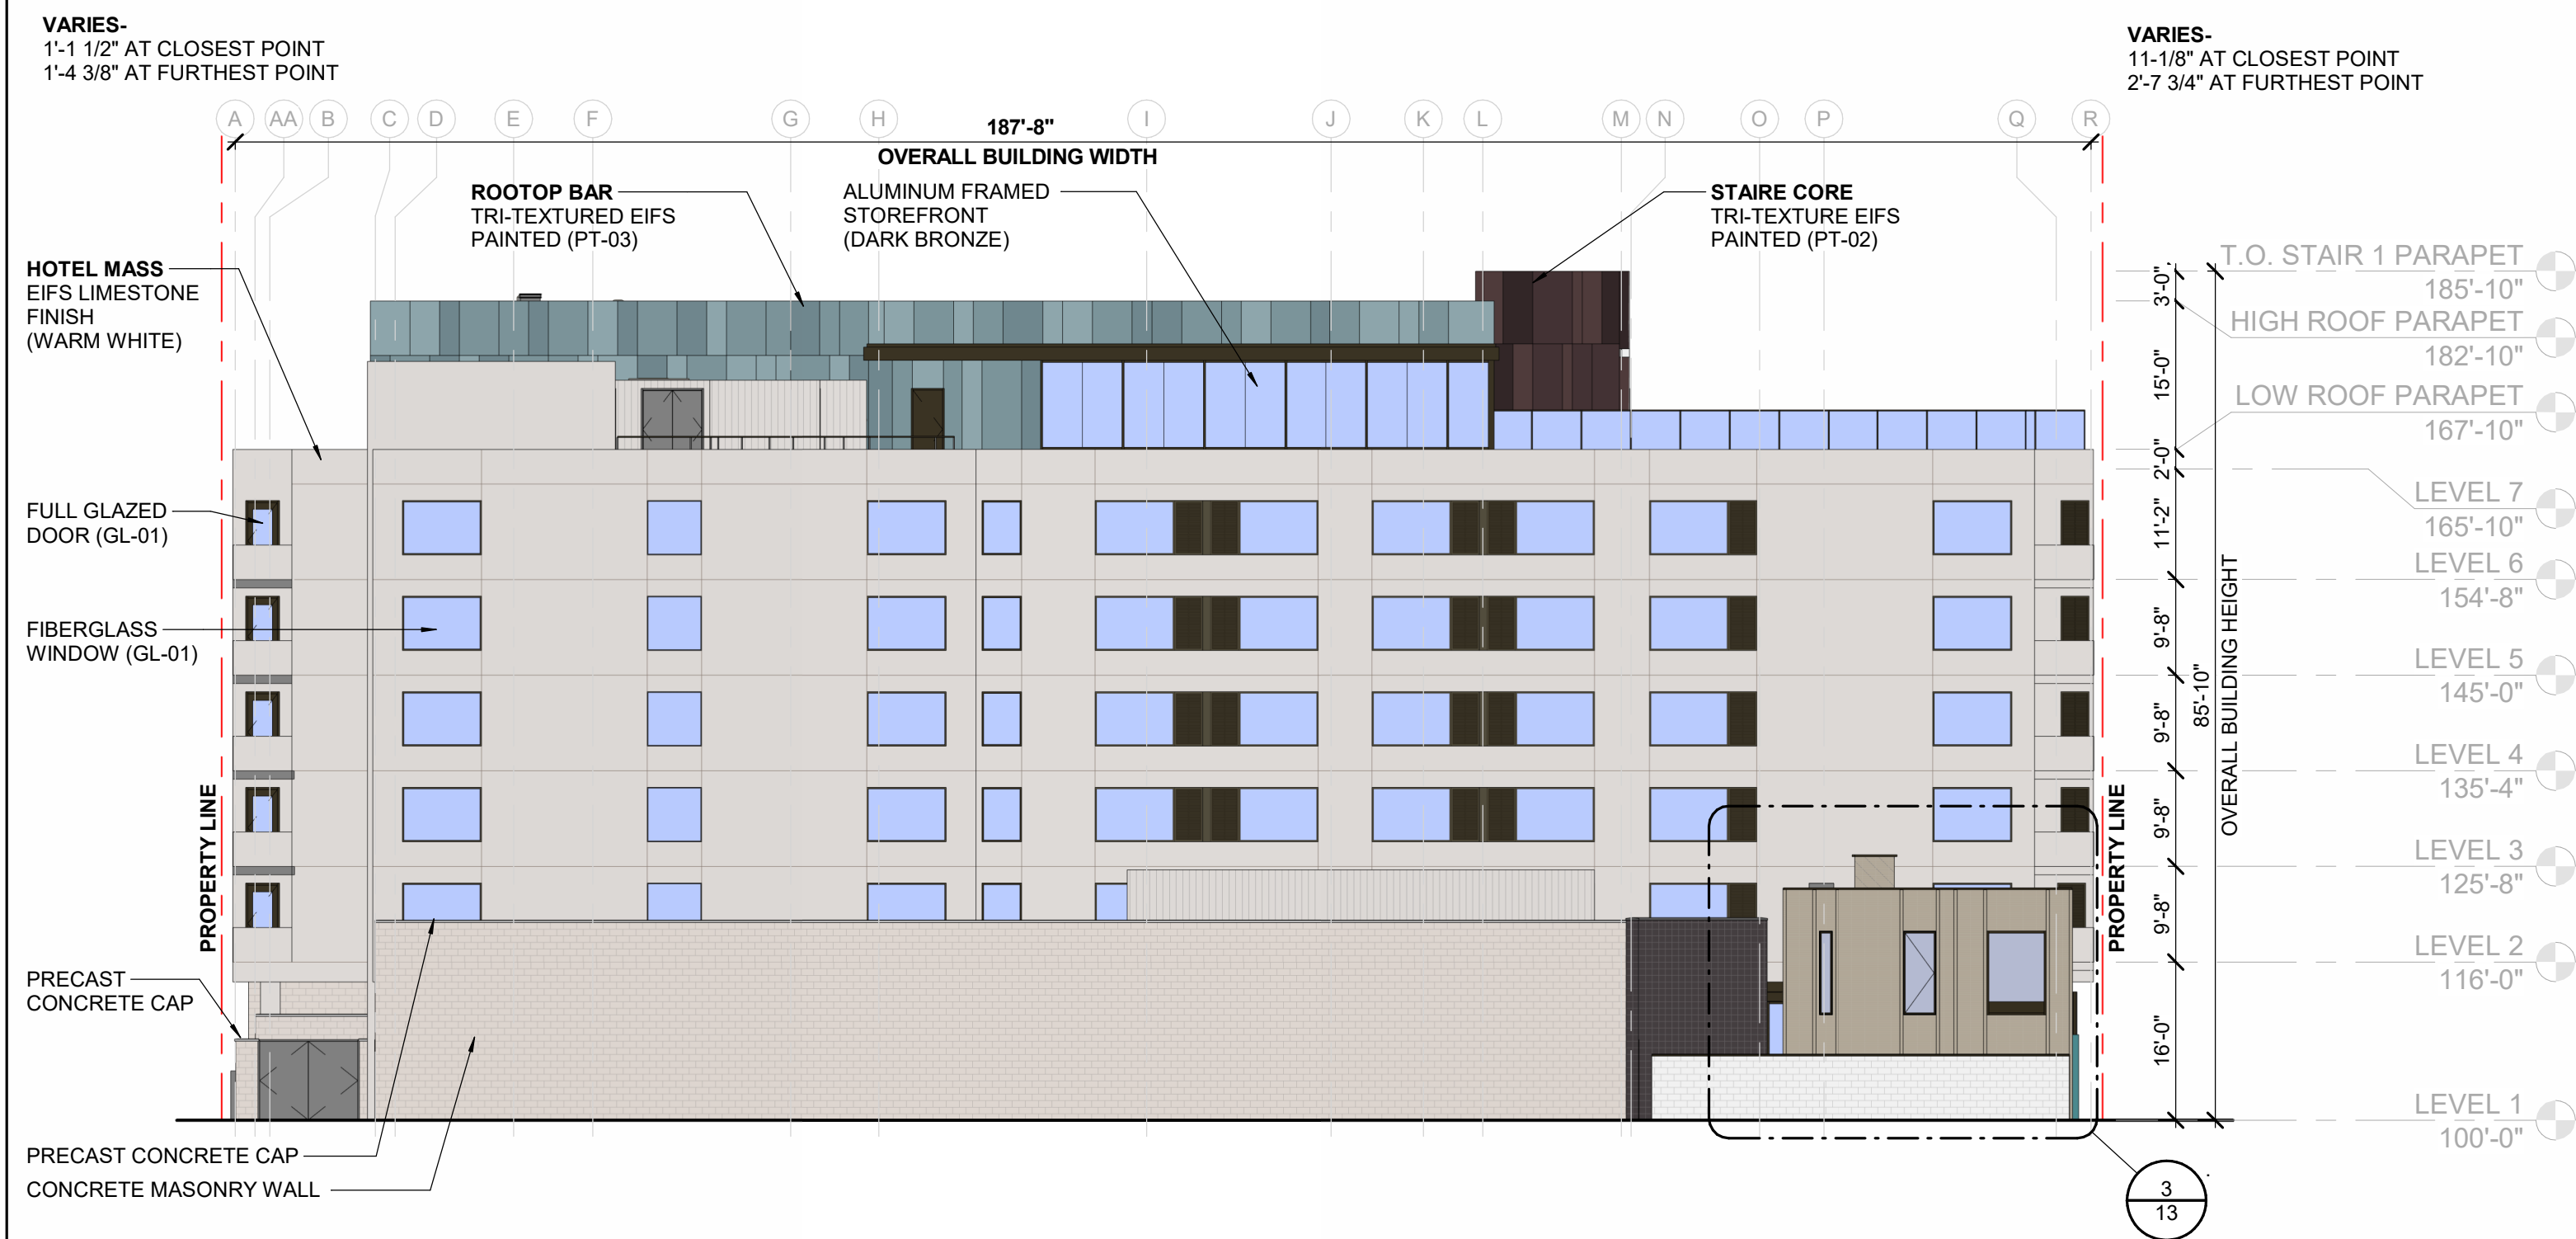 VARIES-
1'-1 1/2" AT CLOSEST POINT
1'-4 3/8" AT FURTHEST POINT
VARIES-
11-1/8" AT CLOSEST POINT
2'-7 3/4" AT FURTHEST POINT
A AA B C D E F G H I J K L M N O P Q R
187'-8"
OVERALL BUILDING WIDTH
ROOTOP BAR
TRI-TEXTURED EIFS
PAINTED (PT-03)
ALUMINUM FRAMED
STOREFRONT
(DARK BRONZE)
STAIRE CORE
TRI-TEXTURE EIFS
PAINTED (PT-02)
HOTEL MASS
EIFS LIMESTONE
FINISH
(WARM WHITE)
FULL GLAZED
DOOR (GL-01)
FIBERGLASS
WINDOW (GL-01)
PROPERTY LINE
PRECAST
CONCRETE CAP
PRECAST CONCRETE CAP
CONCRETE MASONRY WALL
PROPERTY LINE
3'-0"
15'-0"
2'-0"
11'-2"
9'-8"
9'-8"
9'-8"
9'-8"
16'-0"
85'-10"
OVERALL BUILDING HEIGHT
T.O. STAIR 1 PARAPET
185'-10"
HIGH ROOF PARAPET
182'-10"
LOW ROOF PARAPET
167'-10"
LEVEL 7
165'-10"
LEVEL 6
154'-8"
LEVEL 5
145'-0"
LEVEL 4
135'-4"
LEVEL 3
125'-8"
LEVEL 2
116'-0"
LEVEL 1
100'-0"
3
13